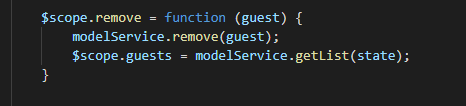 $scope.remove = function (guest) {
    modelService.remove(guest);
    $scope.guests = modelService.getList(state);
}